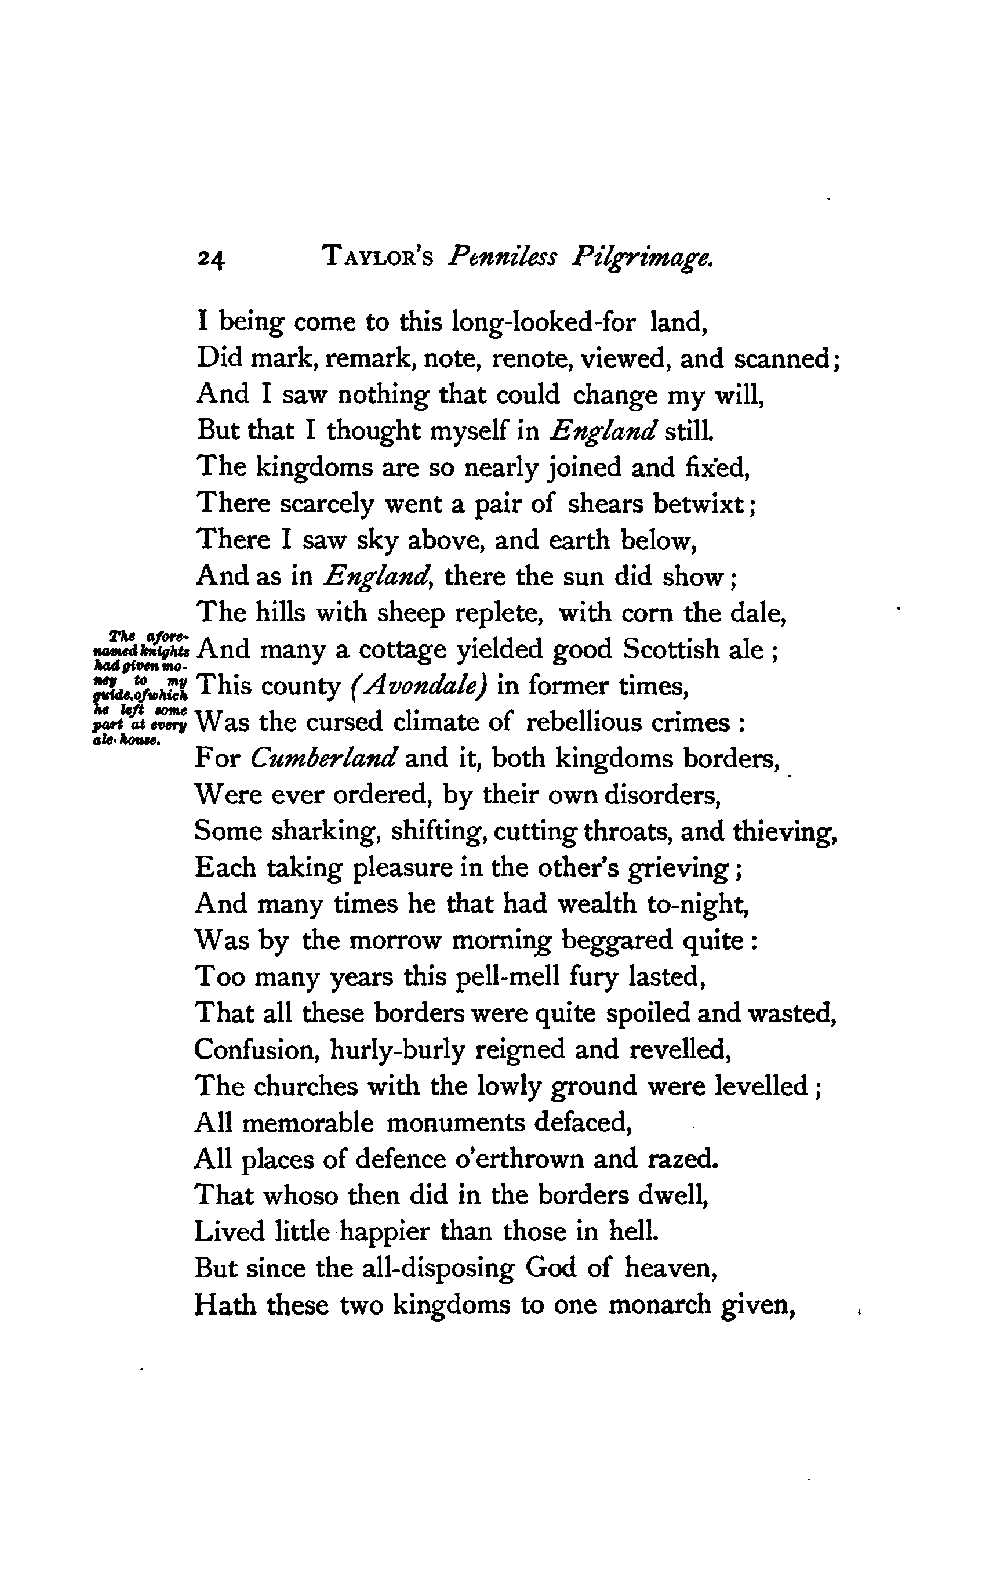 24 TAYLOR'S Penniless Pilgrimage.
I being come to this long-looked-for land,
Did mark, remark, note, renote, viewed, and scanned;
And I saw nothing that could change my will,
But that I thought myself in England still.
The kingdoms are so nearly joined and fixed,
There scarcely went a pair of shears betwixt;
There I saw sky above, and earth below,
And as in England, there the sun did show;
The hills with sheep replete, with corn the dale,
And many a cottage yielded good Scottish ale;
This county (Avondale) in former times,
Was the cursed climate of rebellious crimes:
For Cumberland and it, both kingdoms borders,
Were ever ordered, by their own disorders,
Some sharking, shifting, cutting throats, and thieving,
Each taking pleasure in the other's grieving;
And many times he that had wealth to-night,
Was by the morrow morning beggared quite:
Too many years this pell-mell fury lasted,
That all these borders were quite spoiled and wasted,
Confusion, hurly-burly reigned and revelled,
The churches with the lowly ground were levelled;
All memorable monuments defaced,
All places of defence o'erthrown and razed.
That whoso then did in the borders dwell,
Lived little happier than those in hell.
But since the all-disposing God of heaven,
Hath these two kingdoms to one monarch given,
The afore-
named knights
had given mo-
ney to my
guide, of which
he left some
part at every
ale-house.